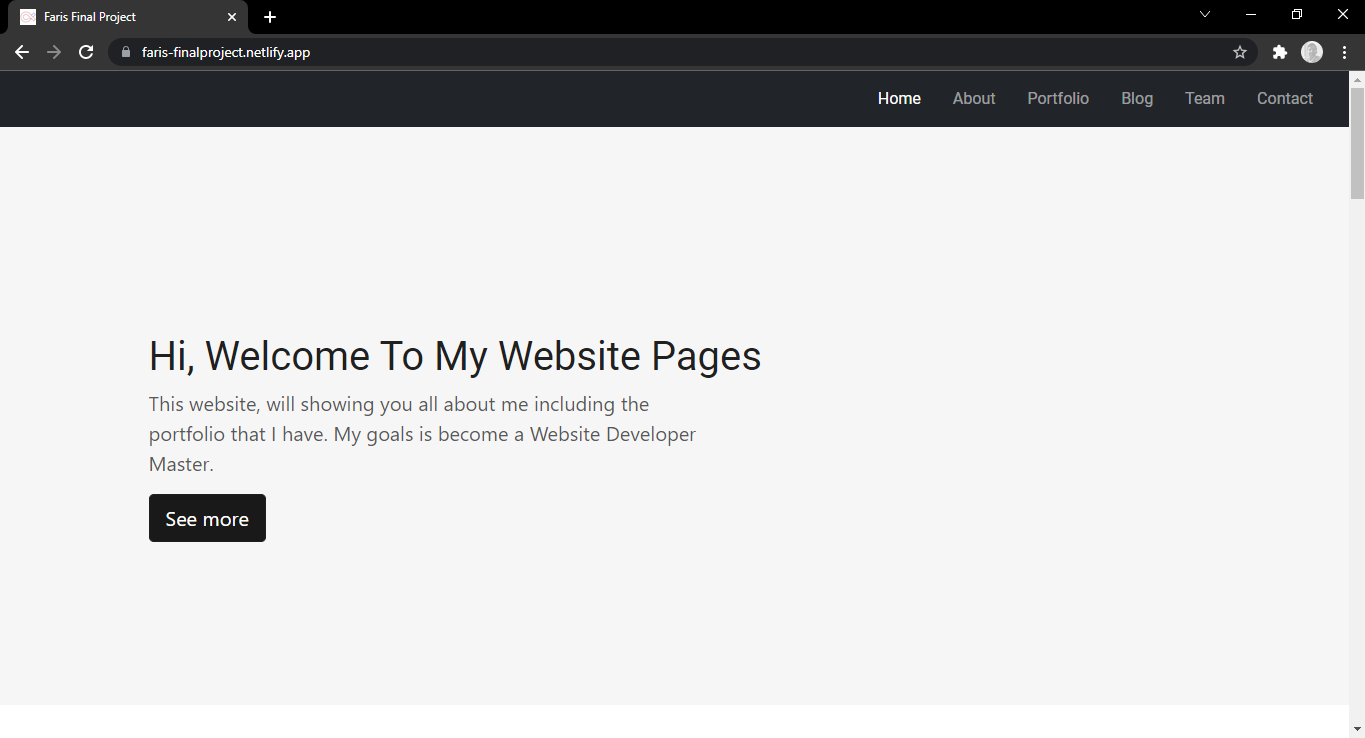 Faris Final Project
faris-finalproject.netlify.app
Home About Portfolio Blog Team Contact
Hi, Welcome To My Website Pages
This website, will showing you all about me including the
portfolio that I have. My goals is become a Website Developer
Master.
See more